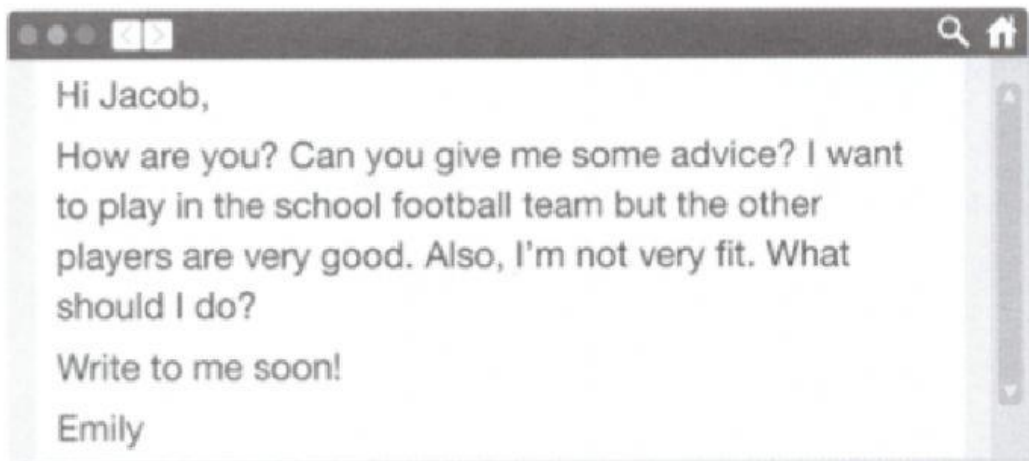 Hi Jacob,
How are you? Can you give me some advice? I want
to play in the school football team but the other
players are very good. Also, I'm not very fit. What
should I do?
Write to me soon!
Emily